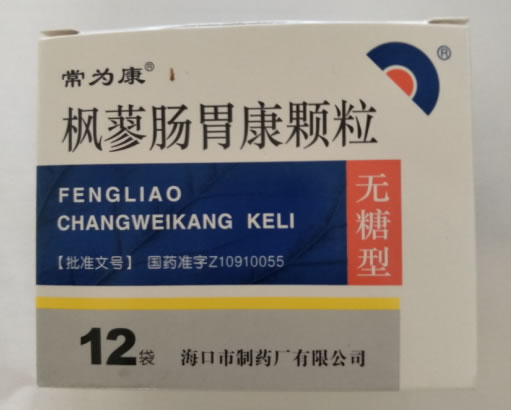 常为康®
®
枫蓼肠胃康颗粒
FENGLIAO
CHANGWEIKANG KELI
【批准文号】 国药准字Z10910055
无糖型
12袋
海口市制药厂有限公司